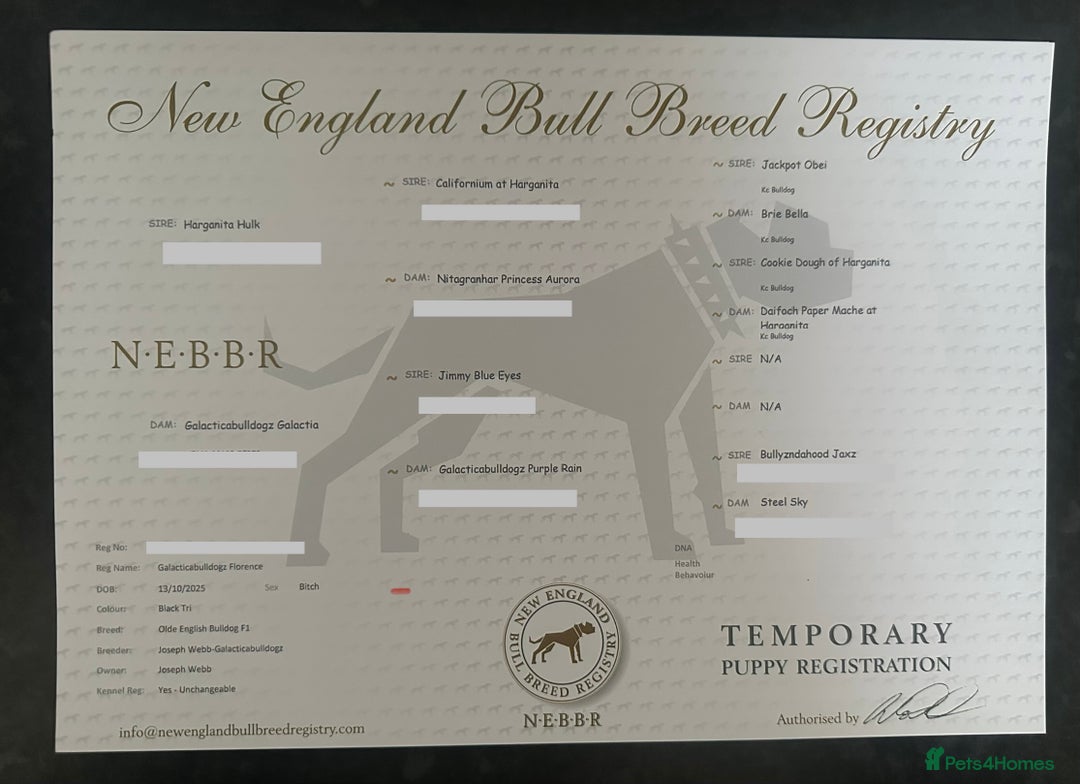 New England Bull Breed Registry
SIRE: Harganita Hulk
N·E·B·B·R
DAM: Galacticabulldogz Galactia
~ SIRE: Californium at Harganita
~ DAM: Nitagranhar Princess Aurora
~ SIRE: Jimmy Blue Eyes
~ DAM: Galacticabulldogz Purple Rain
~ SIRE: Jackpot Obei
Kc Bulldog
~ DAM: Brie Bella
Kc Bulldog
~ SIRE: Cookie Dough of Harganita
Kc Bulldog
~ DAM: Daifoch Paper Mache at
Harganita
Kc Bulldog
~ SIRE N/A
~ DAM N/A
~ SIRE Bullyzndahood Jaxz
~ DAM Steel Sky
Reg No:
Reg Name: Galacticabulldogz Florence
DOB: 13/10/2025 Sex Bitch
Colour: Black Tri
Breed: Olde English Bulldog F1
Breeder: Joseph Webb-Galacticabulldogz
Owner: Joseph Webb
Kennel Reg: Yes - Unchangeable
info@newenglandbullbreedregistry.com
DNA
Health
Behaviour
NEW ENGLAND
BULL BREED REGISTRY
N·E·B·B·R
TEMPORARY
PUPPY REGISTRATION
Authorised by
Pets4Homes